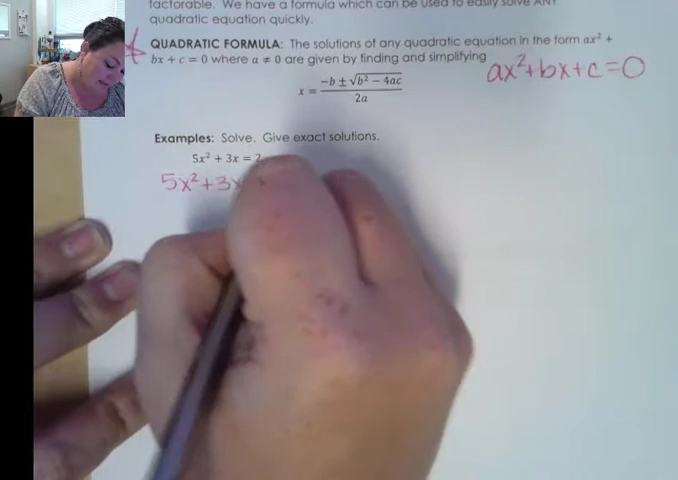 factorable. We have a formula which can be used to easily solve ANY
quadratic equation quickly.
QUADRATIC FORMULA: The solutions of any quadratic equation in the form ax² +
bx + c = 0 where a ≠ 0 are given by finding and simplifying
ax²+bx+c=0
x = (-b ± √(b² − 4ac)) / 2a
Examples: Solve. Give exact solutions.
5x² + 3x = 2
5x²+3x